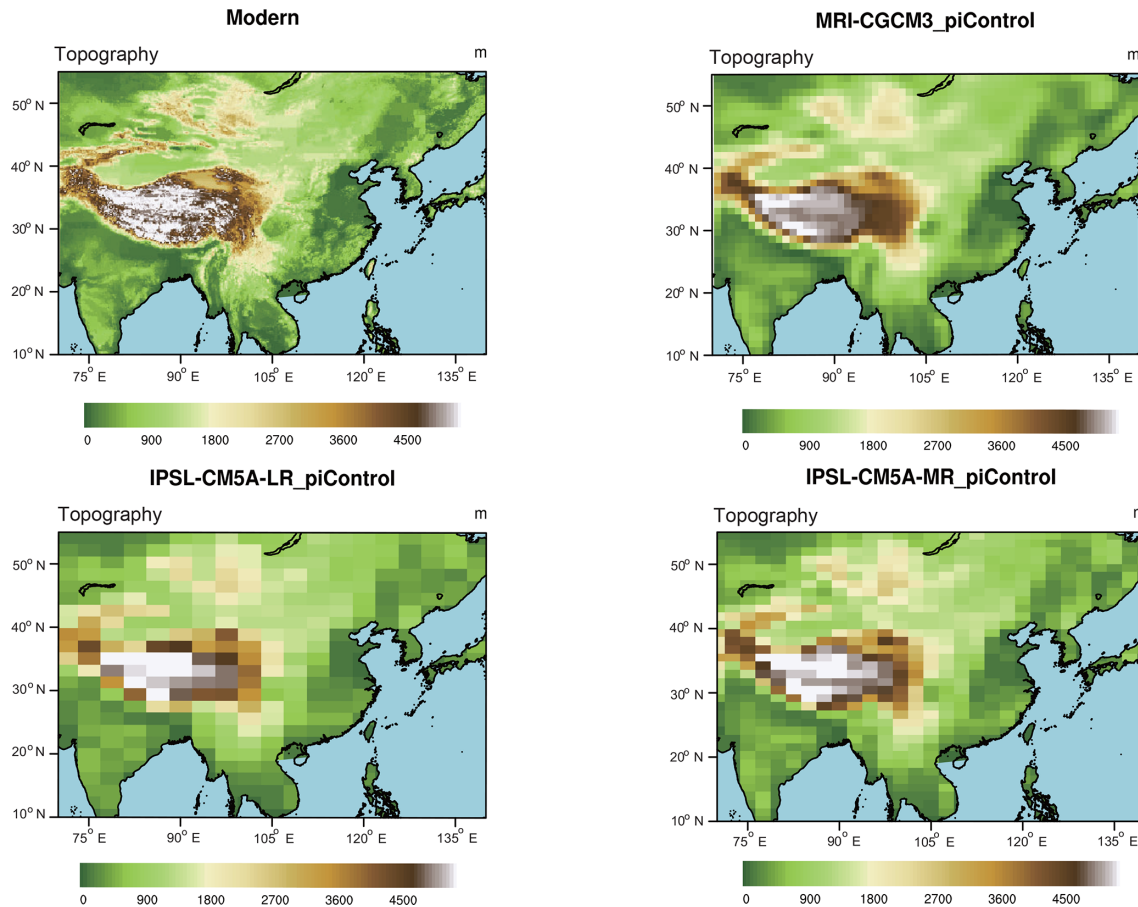 Modern
Topography m
50° N
40° N
30° N
20° N
10° N
75° E 90° E 105° E 120° E 135° E
0 900 1800 2700 3600 4500
MRI-CGCM3_piControl
Topography m
50° N
40° N
30° N
20° N
10° N
75° E 90° E 105° E 120° E 135° E
0 900 1800 2700 3600 4500
IPSL-CM5A-LR_piControl
Topography m
50° N
40° N
30° N
20° N
10° N
75° E 90° E 105° E 120° E 135° E
0 900 1800 2700 3600 4500
IPSL-CM5A-MR_piControl
Topography
50° N
40° N
30° N
20° N
10° N
75° E 90° E 105° E 120° E 135° E
0 900 1800 2700 3600 4500